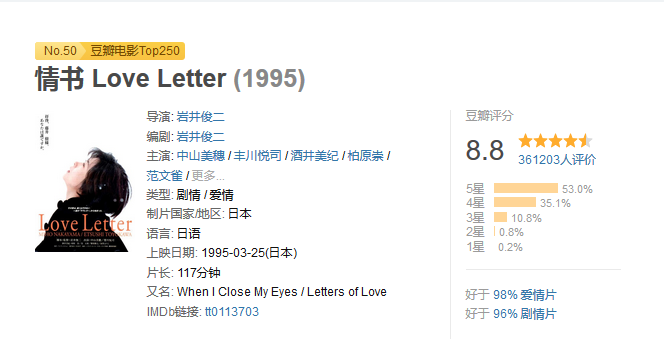 No.50 豆瓣电影Top250
情书 Love Letter (1995)
Love Letter
导演: 岩井俊二
编剧: 岩井俊二
主演: 中山美穗 / 丰川悦司 / 酒井美纪 / 柏原崇 /
范文雀 / 更多...
类型: 剧情 / 爱情
制片国家/地区: 日本
语言: 日语
上映日期: 1995-03-25(日本)
片长: 117分钟
又名: When I Close My Eyes / Letters of Love
IMDb链接: tt0113703
豆瓣评分
8.8
361203人评价
5星 53.0%
4星 35.1%
3星 10.8%
2星 0.8%
1星 0.2%
好于 98% 爱情片
好于 96% 剧情片